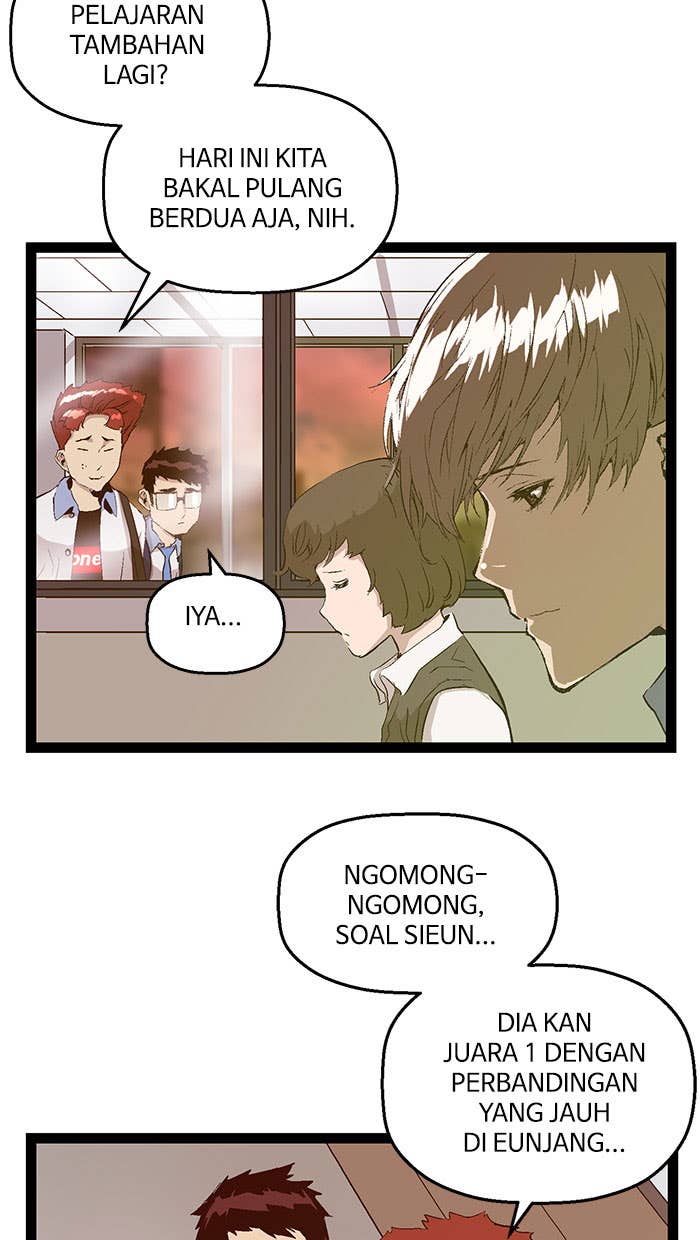 PELAJARAN
TAMBAHAN
LAGI?
HARI INI KITA
BAKAL PULANG
BERDUA AJA, NIH.
one
IYA...
NGOMONG-
NGOMONG,
SOAL SIEUN...
DIA KAN
JUARA 1 DENGAN
PERBANDINGAN
YANG JAUH
DI EUNJANG...